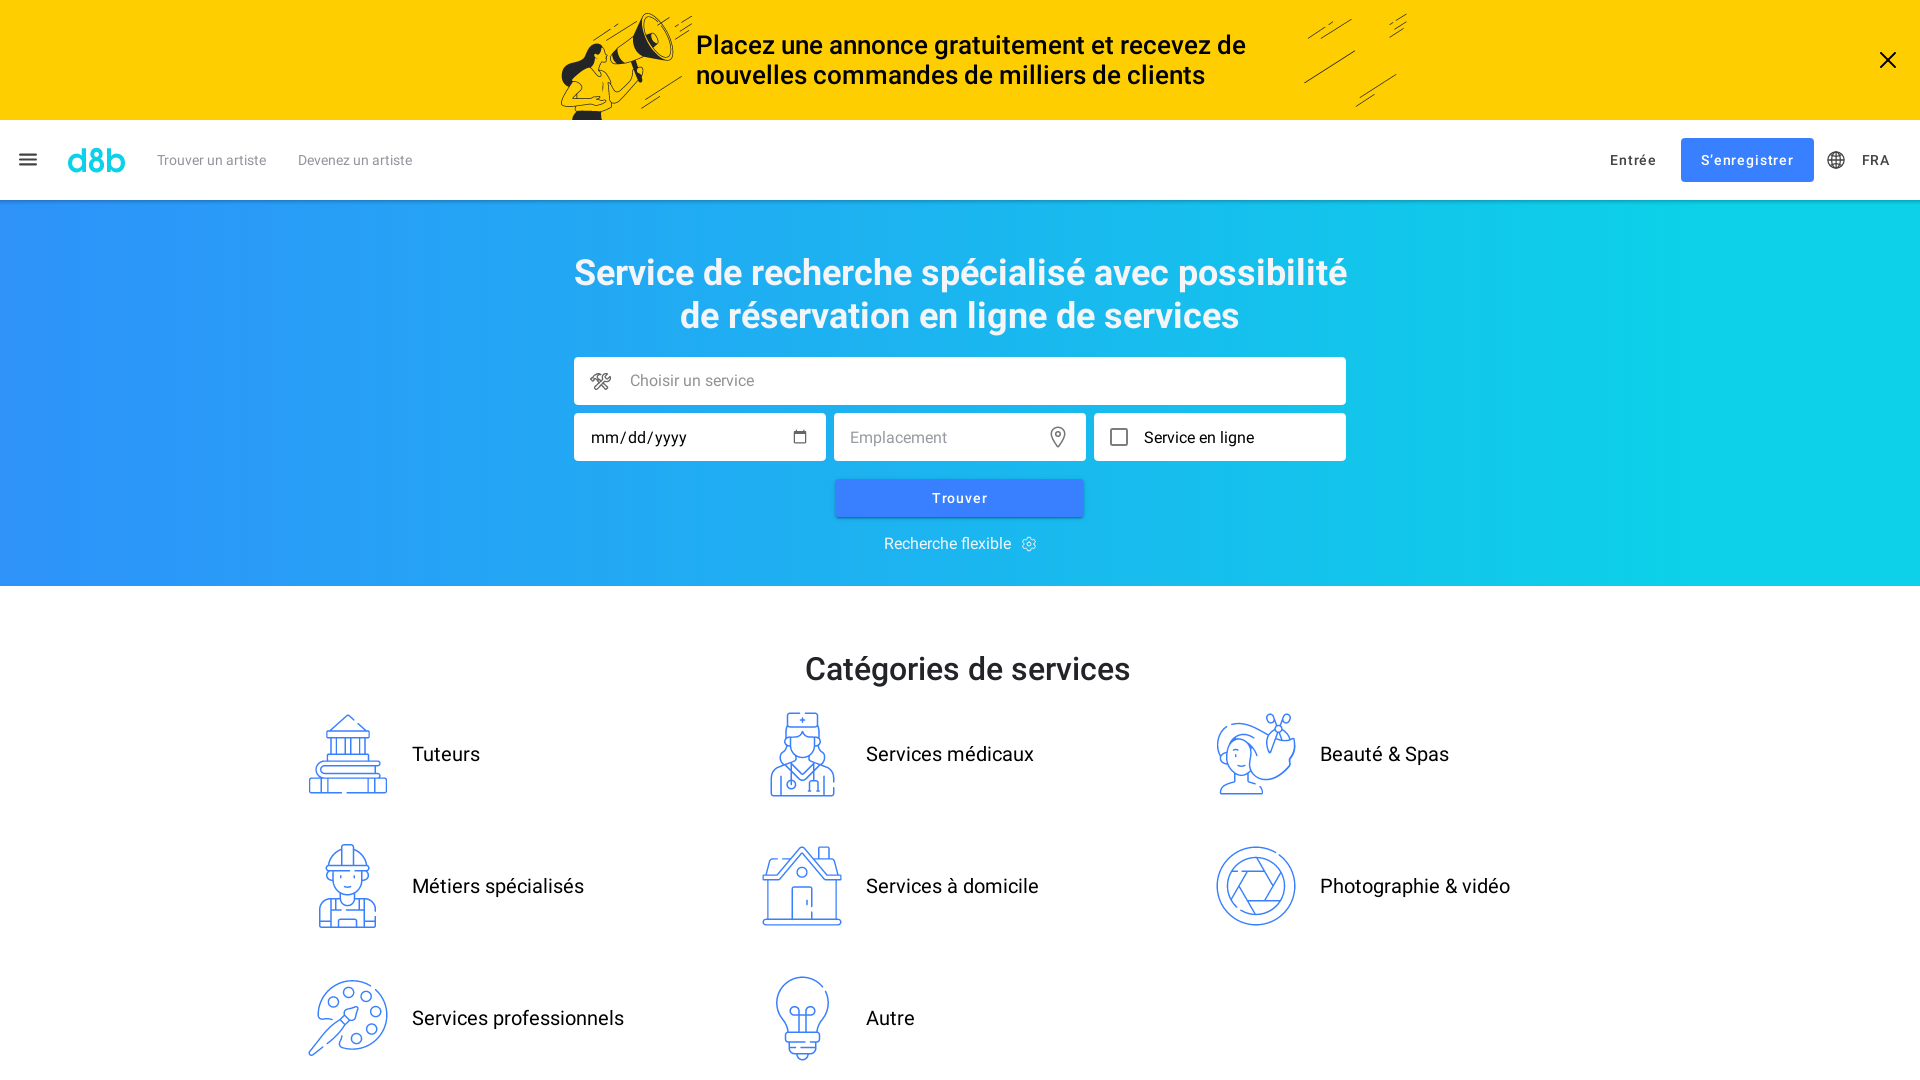 Placez une annonce gratuitement et recevez de
nouvelles commandes de milliers de clients
d8b
Trouver un artiste
Devenez un artiste
Entrée
S'enregistrer
FRA
Service de recherche spécialisé avec possibilité
de réservation en ligne de services
Choisir un service
mm/dd/yyyy
Emplacement
Service en ligne
Trouver
Recherche flexible
Catégories de services
Tuteurs
Services médicaux
Beauté & Spas
Métiers spécialisés
Services à domicile
Photographie & vidéo
Services professionnels
Autre